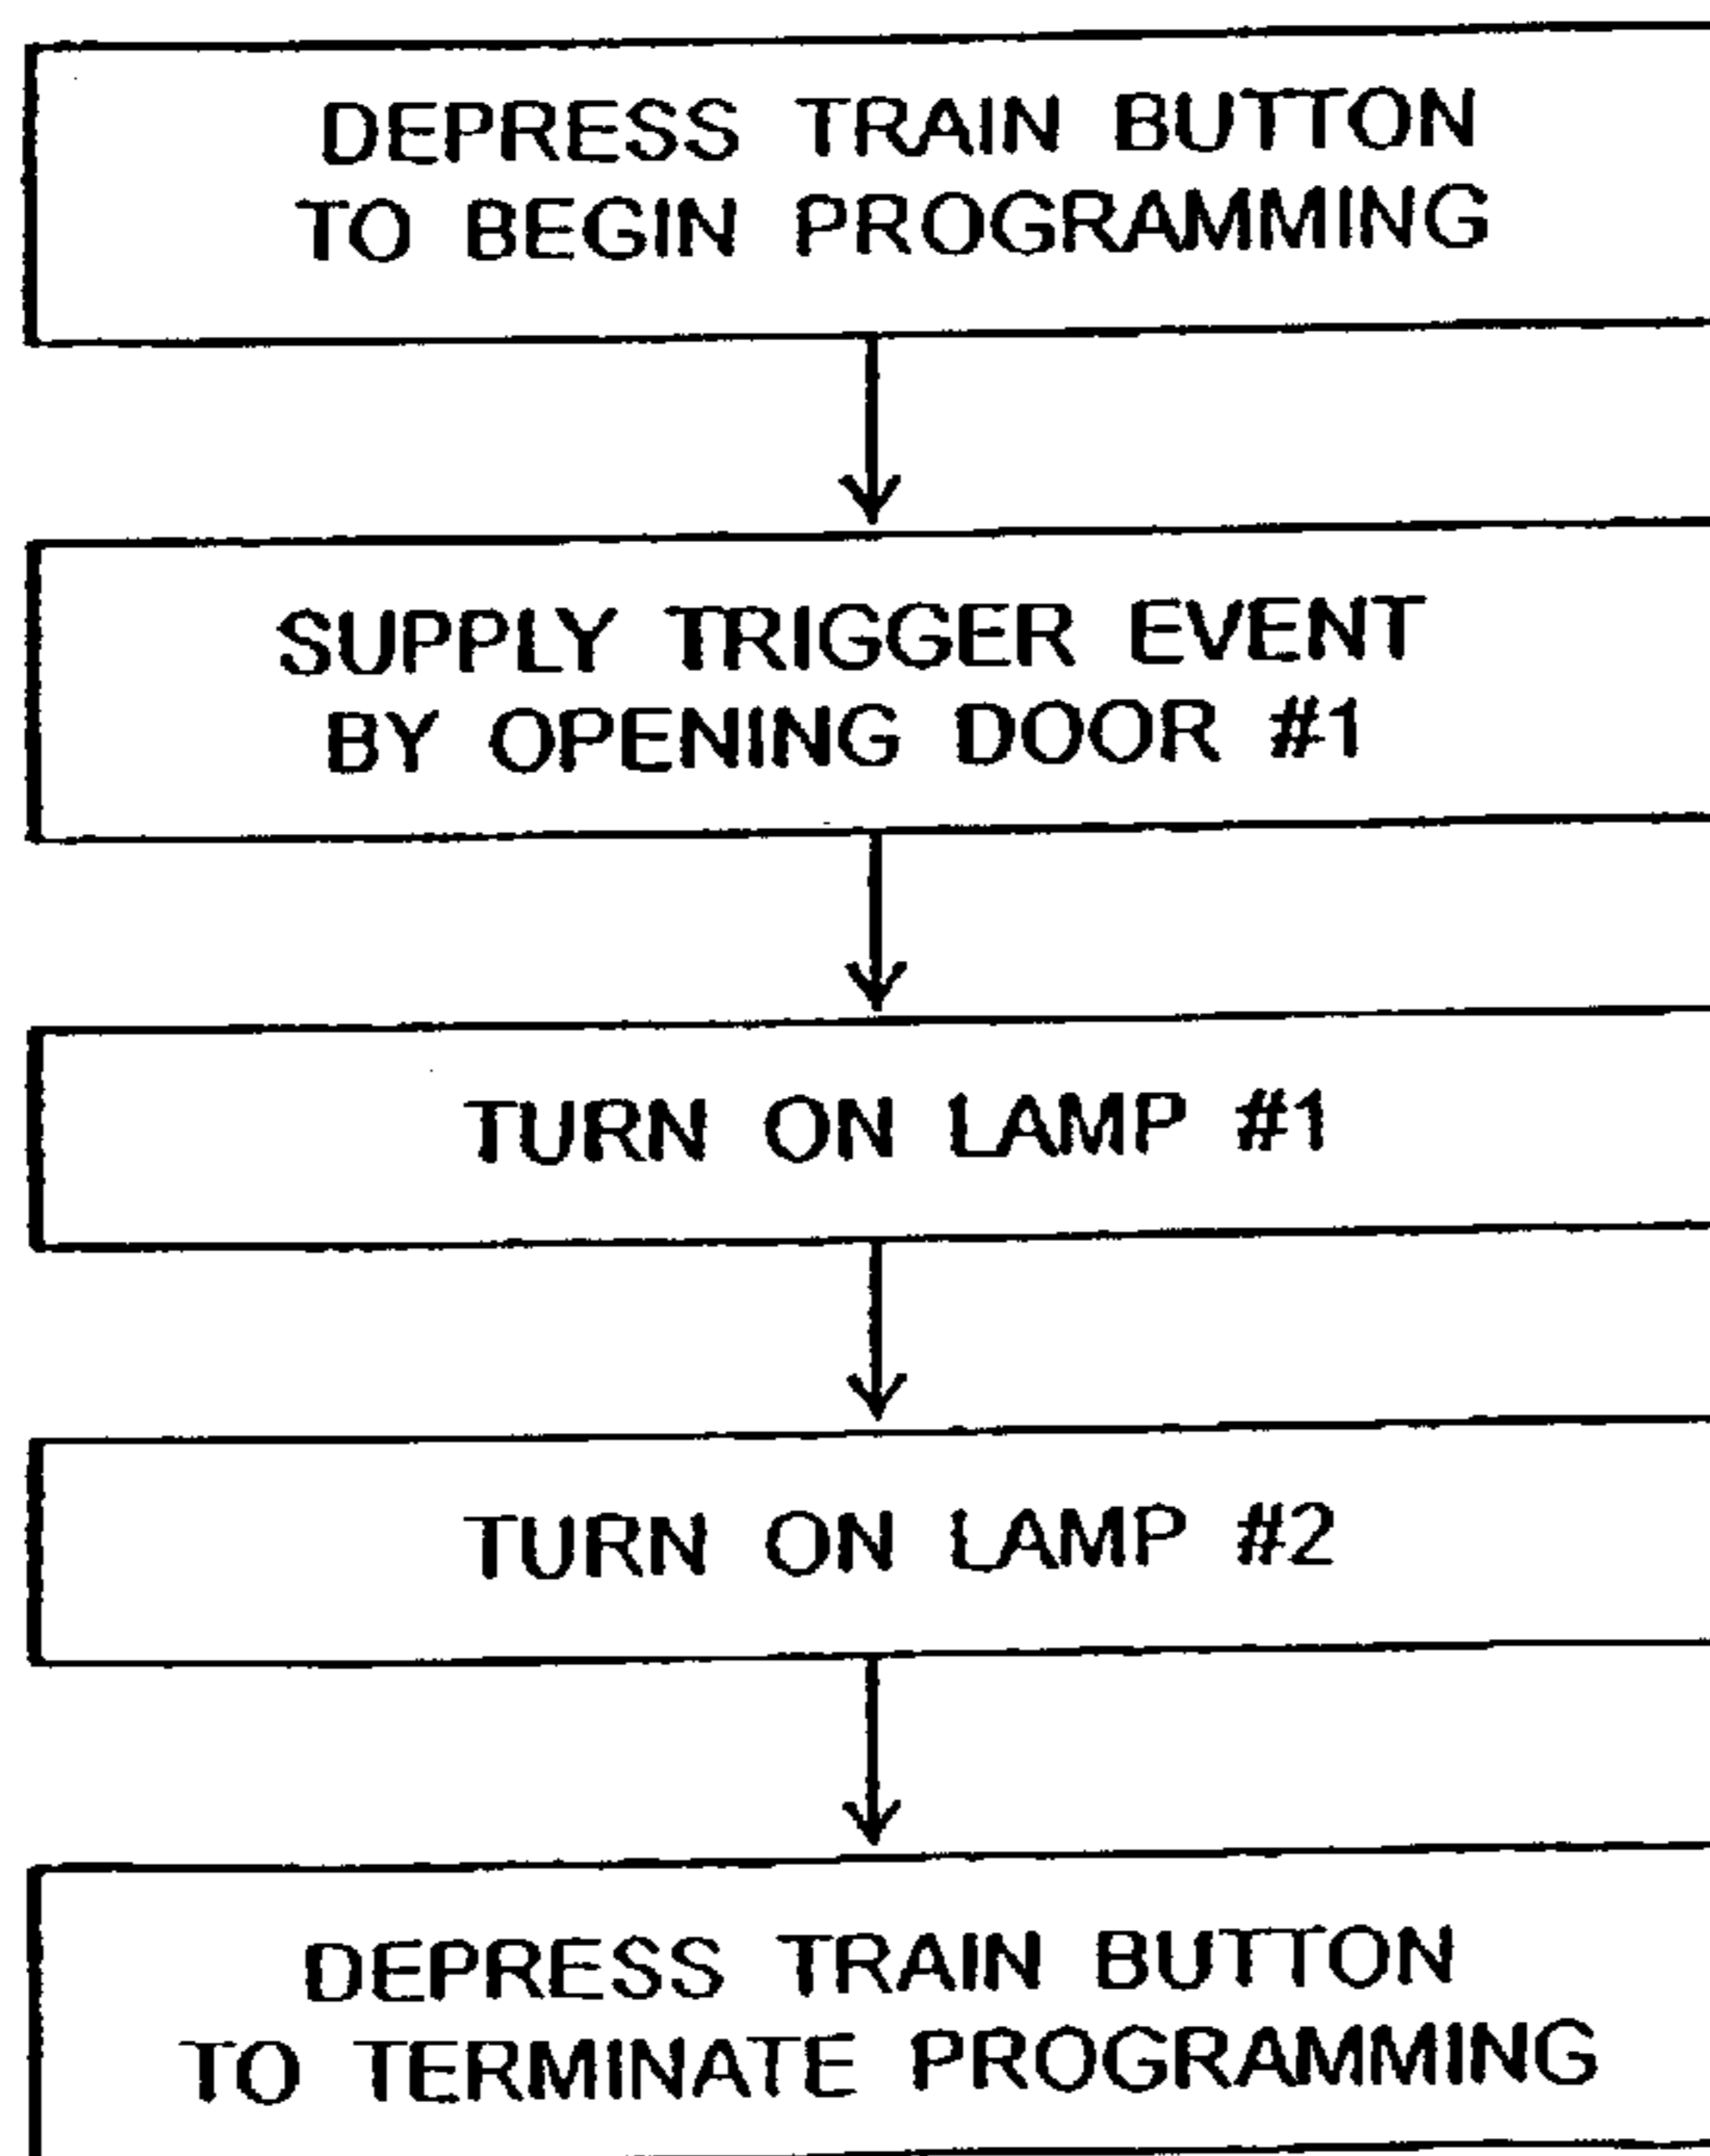 DEPRESS TRAIN BUTTON
TO BEGIN PROGRAMMING
SUPPLY TRIGGER EVENT
BY OPENING DOOR #1
TURN ON LAMP #1
TURN ON LAMP #2
DEPRESS TRAIN BUTTON
TO TERMINATE PROGRAMMING